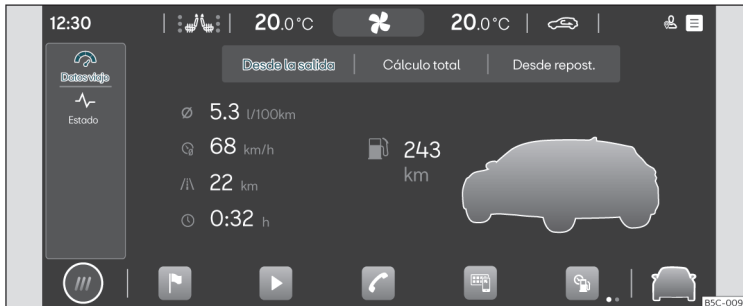 12:30
20.0°C
20.0°C
Datos viaje
Estado
Desde la salida
Cálculo total
Desde repost.
Ø 5.3 l/100km
68 km/h
22 km
0:32 h
243
km
B5C-009